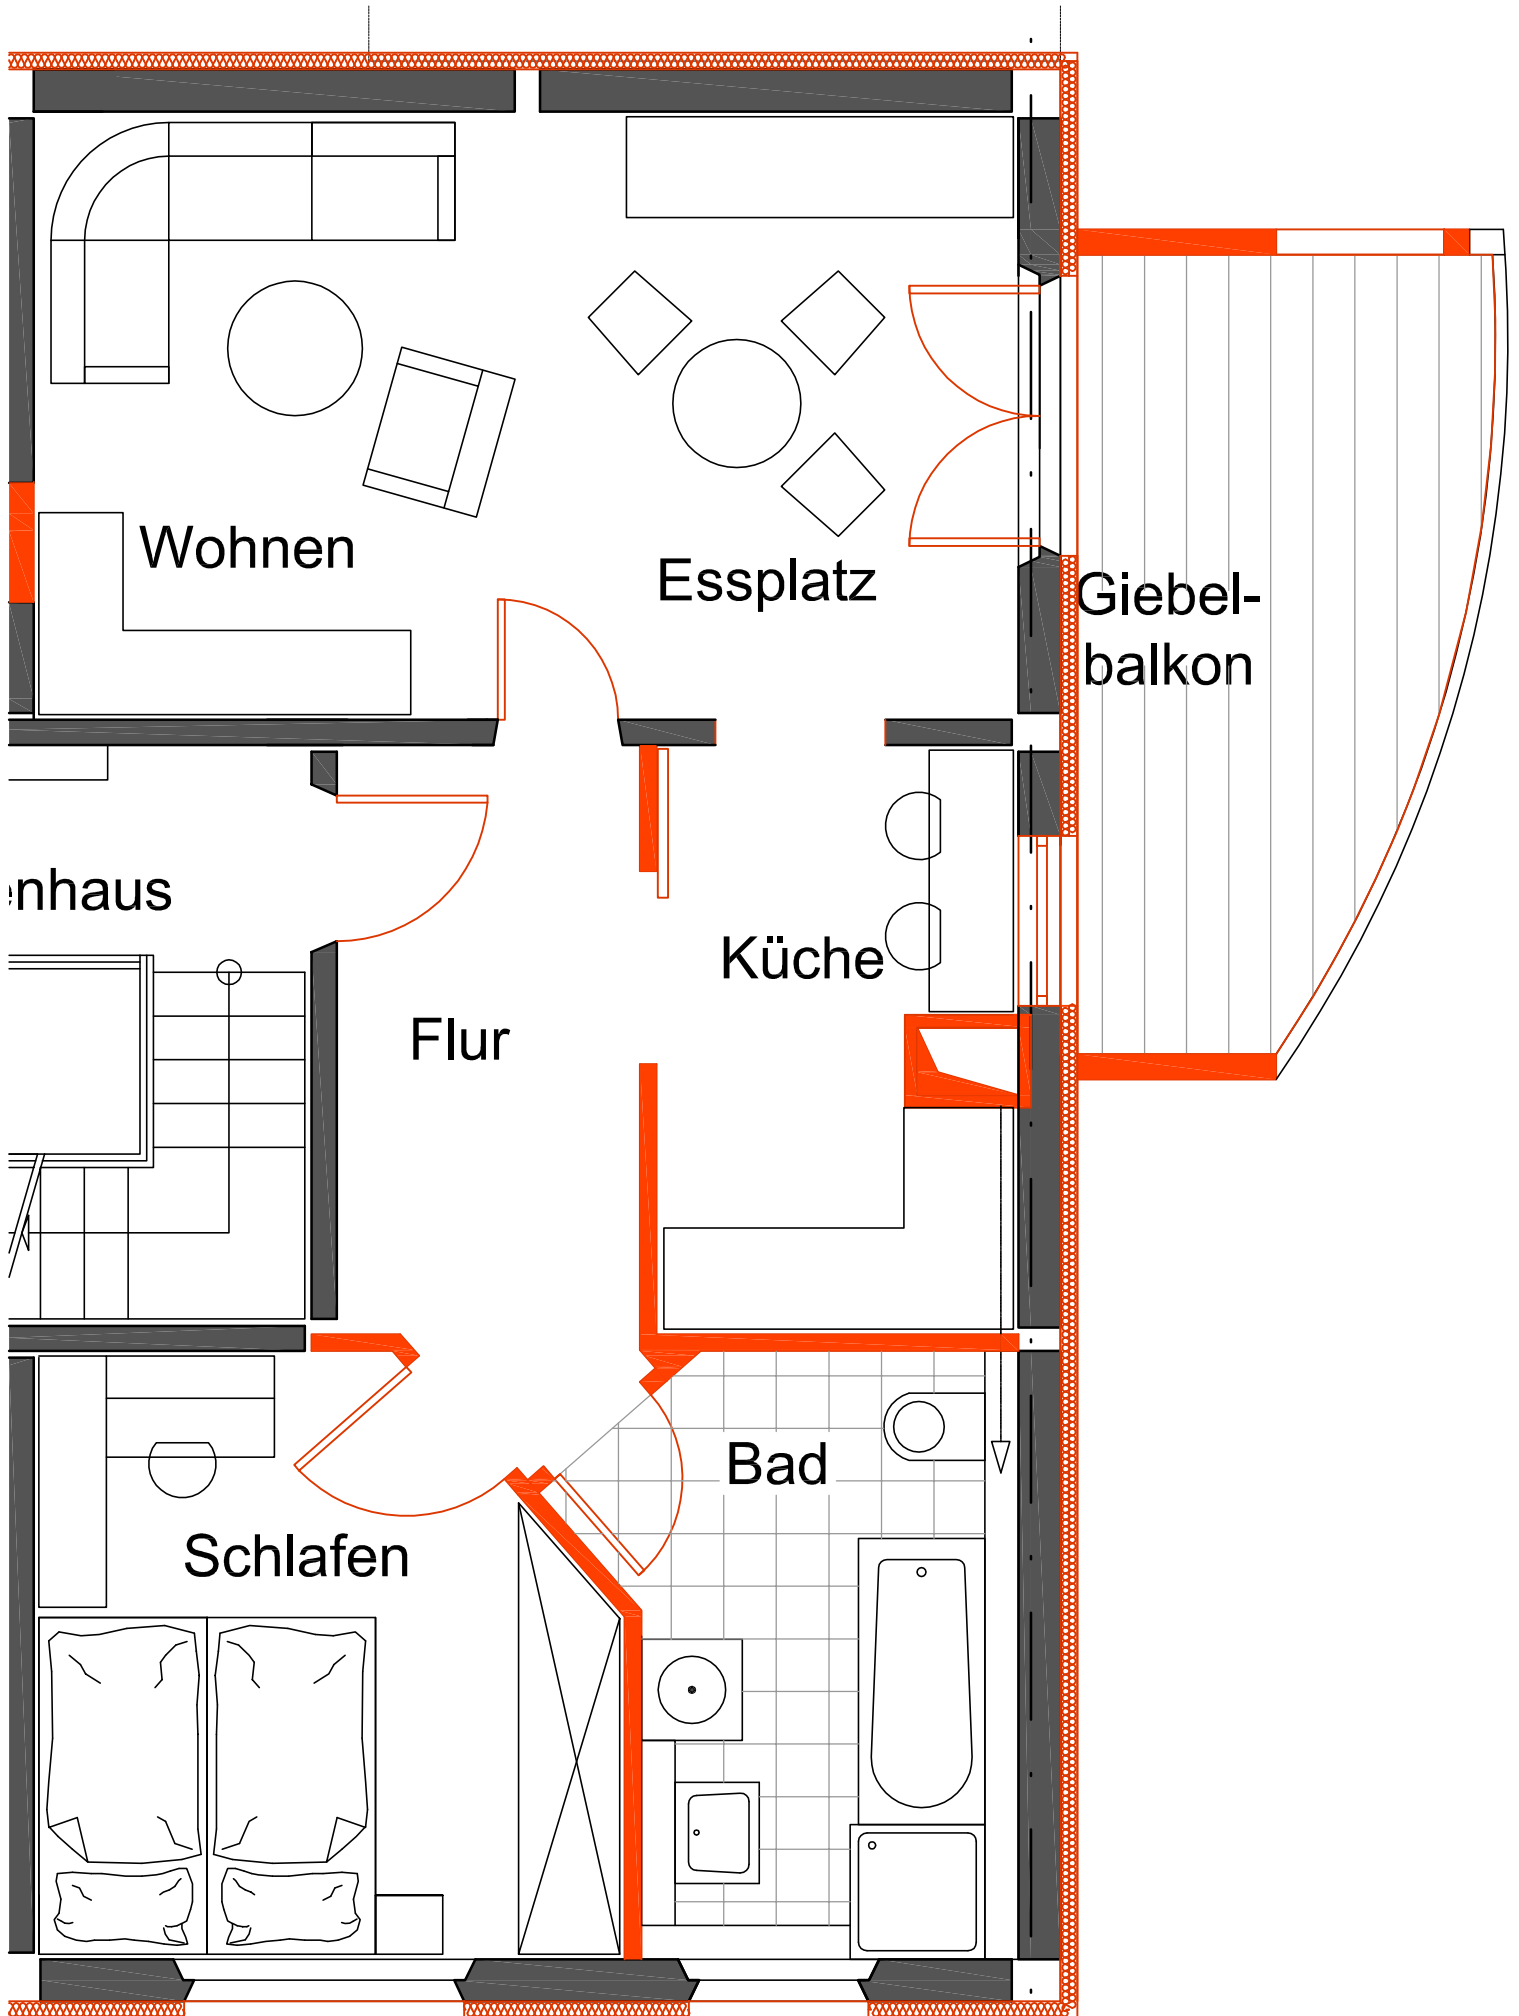 Wohnen
Essplatz
Giebel-
balkon
enhaus
Küche
Flur
Bad
Schlafen